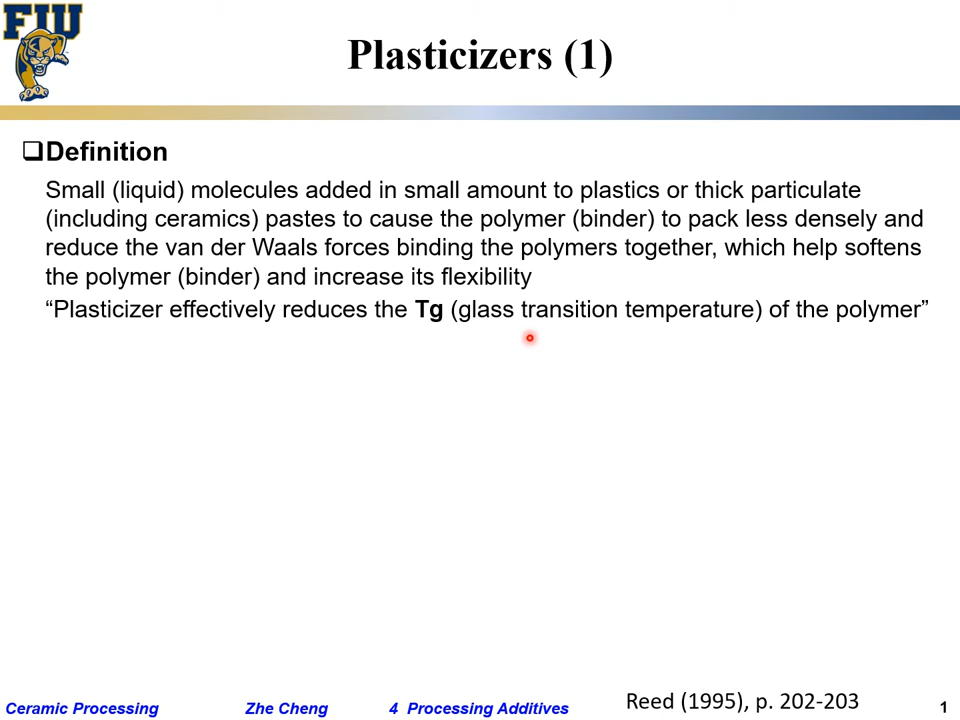 FIU
Plasticizers (1)
❑Definition
Small (liquid) molecules added in small amount to plastics or thick particulate
(including ceramics) pastes to cause the polymer (binder) to pack less densely and
reduce the van der Waals forces binding the polymers together, which help softens
the polymer (binder) and increase its flexibility
“Plasticizer effectively reduces the Tg (glass transition temperature) of the polymer”
Ceramic Processing Zhe Cheng 4 Processing Additives Reed (1995), p. 202-203 1